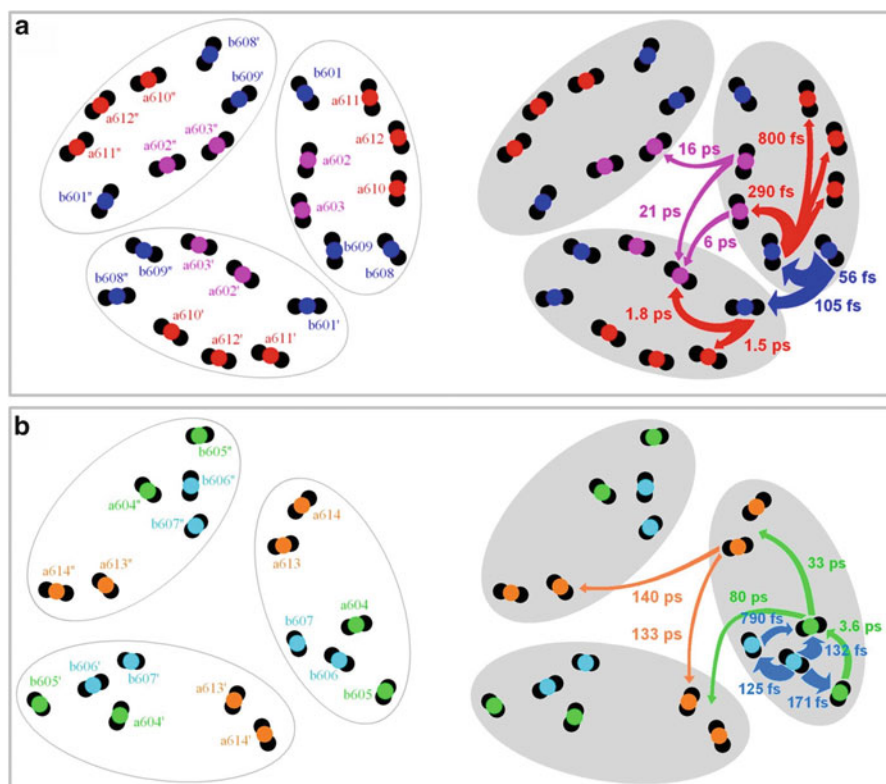 a
b608'
b601
b609'
a610"
a611
a612"
a603"
a612
a602"
a602
a611"
a610
a603
b601"
b609
b609"
a603'
b608
b608"
a602'
a610'
b601'
a612'
a611'
800 fs
16 ps
290 fs
21 ps
6 ps
56 fs
105 fs
1.8 ps
1.5 ps
b
b605"
b606"
a604"
a614
b607"
a613
a614"
a613"
b607
a604
b606
b606'
b605'
b607'
b605
a613'
a604'
a614'
33 ps
140 ps
80 ps
790 fs
3.6 ps
133 ps
132 fs
125 fs
171 fs